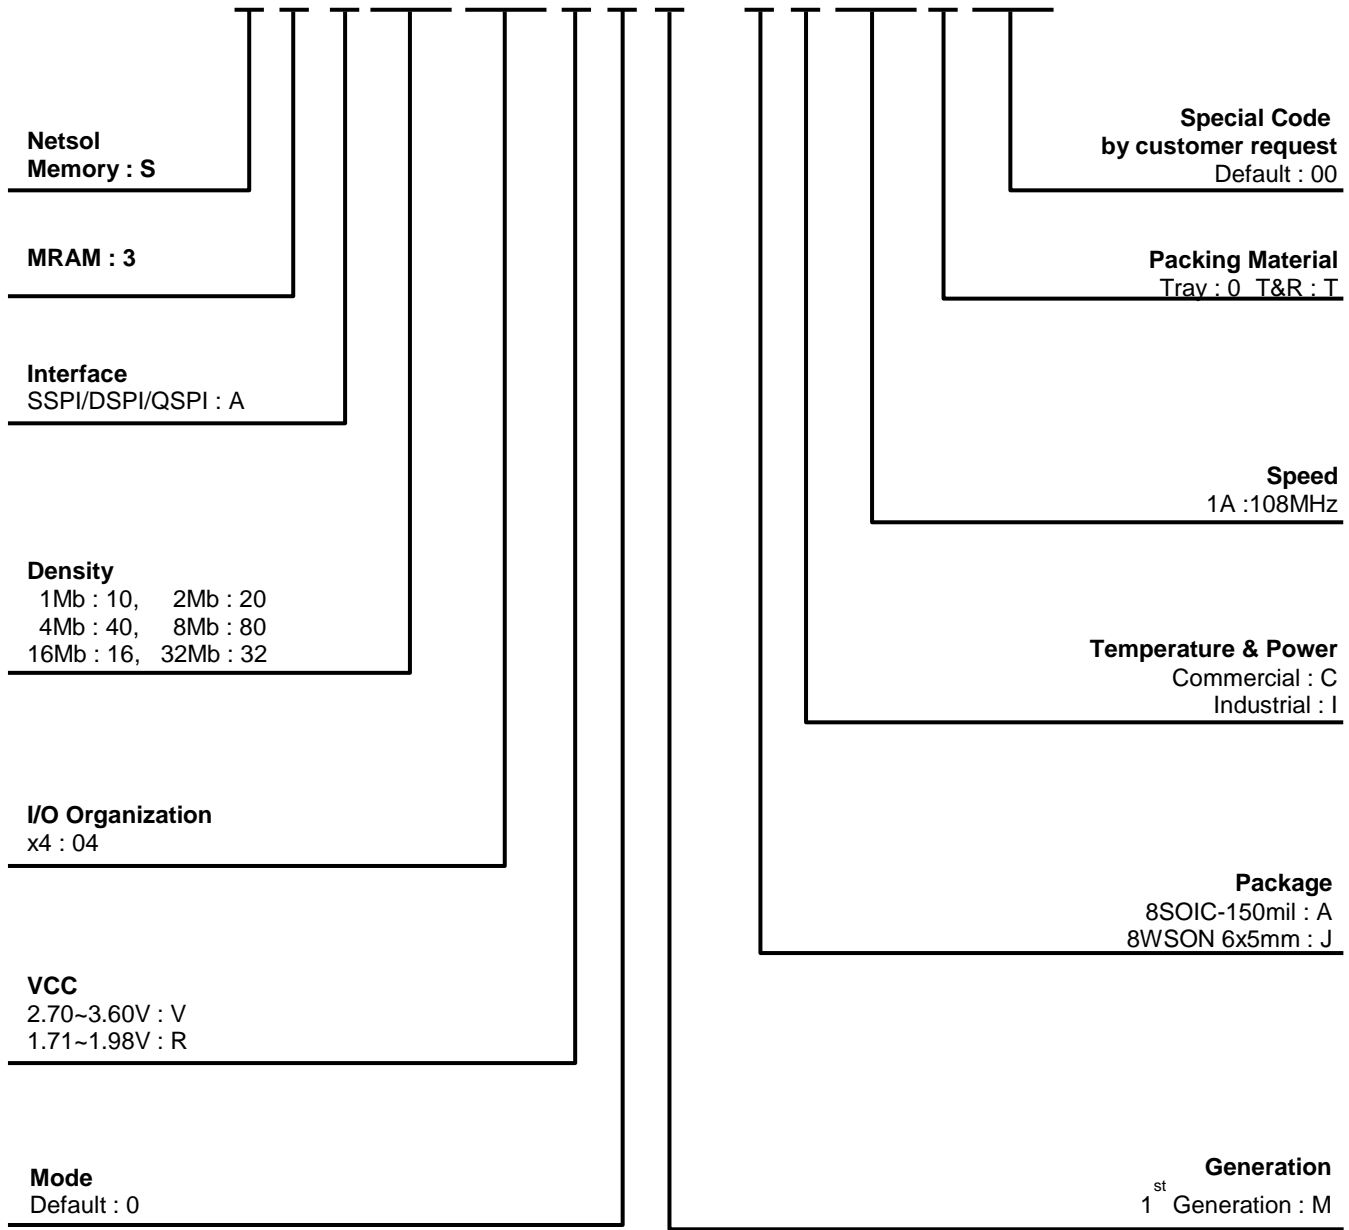 Netsol
Memory : S
MRAM : 3
Interface
SSPI/DSPI/QSPI : A
Density
1Mb : 10, 2Mb : 20
4Mb : 40, 8Mb : 80
16Mb : 16, 32Mb : 32
I/O Organization
x4 : 04
VCC
2.70~3.60V : V
1.71~1.98V : R
Mode
Default : 0
Special Code
by customer request
Default : 00
Packing Material
Tray : 0 T&R : T
Speed
1A :108MHz
Temperature & Power
Commercial : C
Industrial : I
Package
8SOIC-150mil : A
8WSON 6x5mm : J
Generation
1st Generation : M